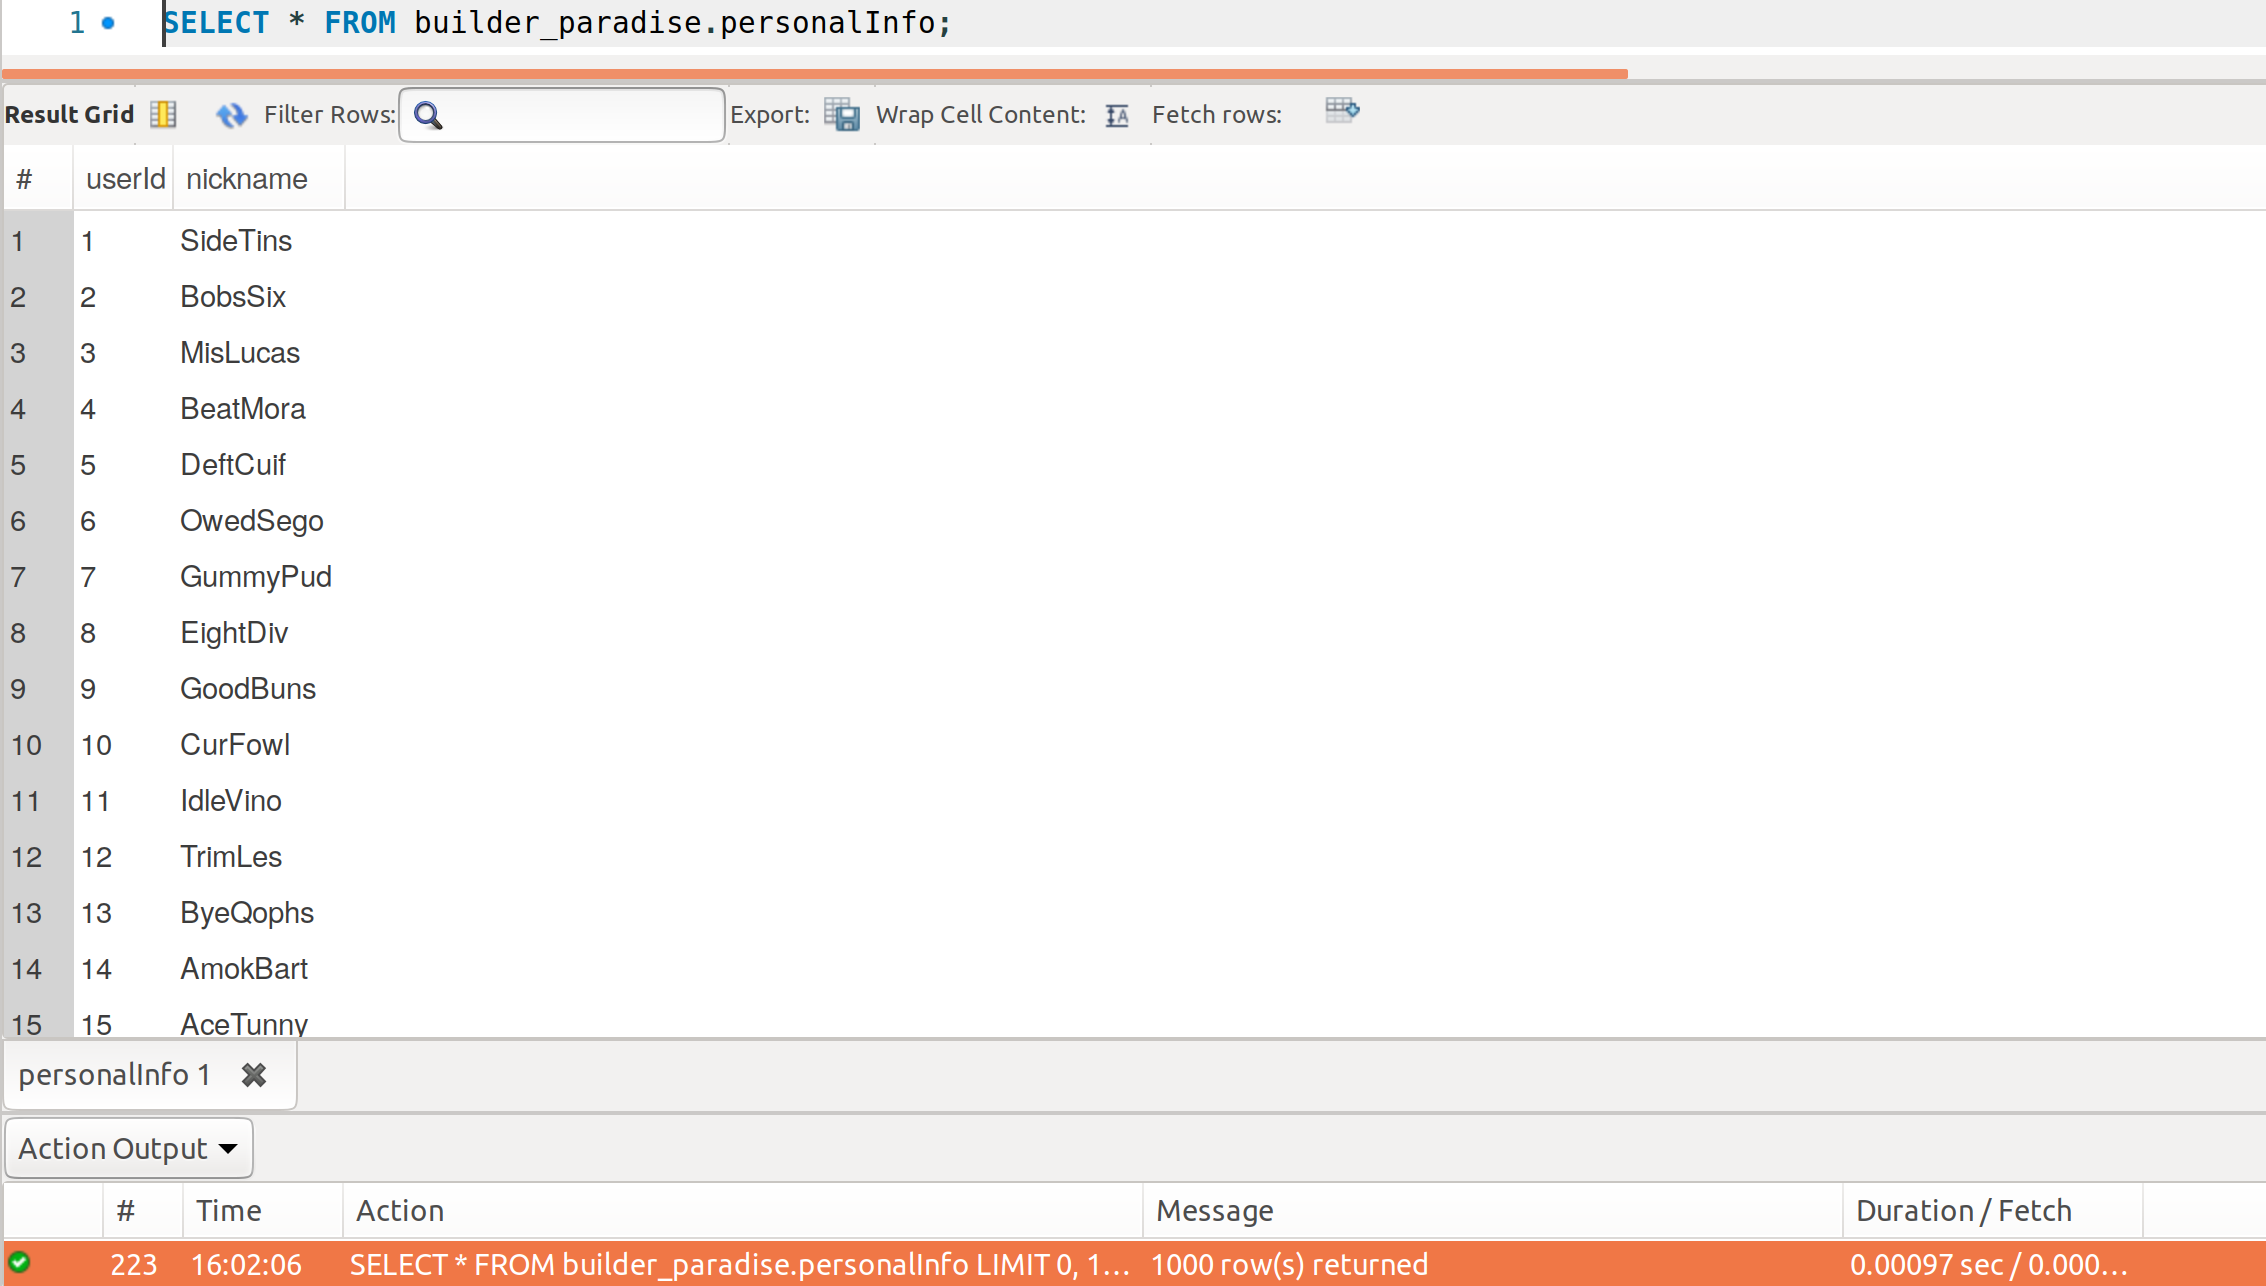 1 SELECT * FROM builder_paradise.personalInfo;
Result Grid Filter Rows: Export: Wrap Cell Content: Fetch rows:
# userId nickname
1 1 SideTins
2 2 BobsSix
3 3 MisLucas
4 4 BeatMora
5 5 DeftCuif
6 6 OwedSego
7 7 GummyPud
8 8 EightDiv
9 9 GoodBuns
10 10 CurFowl
11 11 IdleVino
12 12 TrimLes
13 13 ByeQophs
14 14 AmokBart
15 15 AceTunny
personalInfo 1
Action Output
# Time Action Message Duration / Fetch
223 16:02:06 SELECT * FROM builder_paradise.personalInfo LIMIT 0, 1... 1000 row(s) returned 0.00097 sec / 0.000...